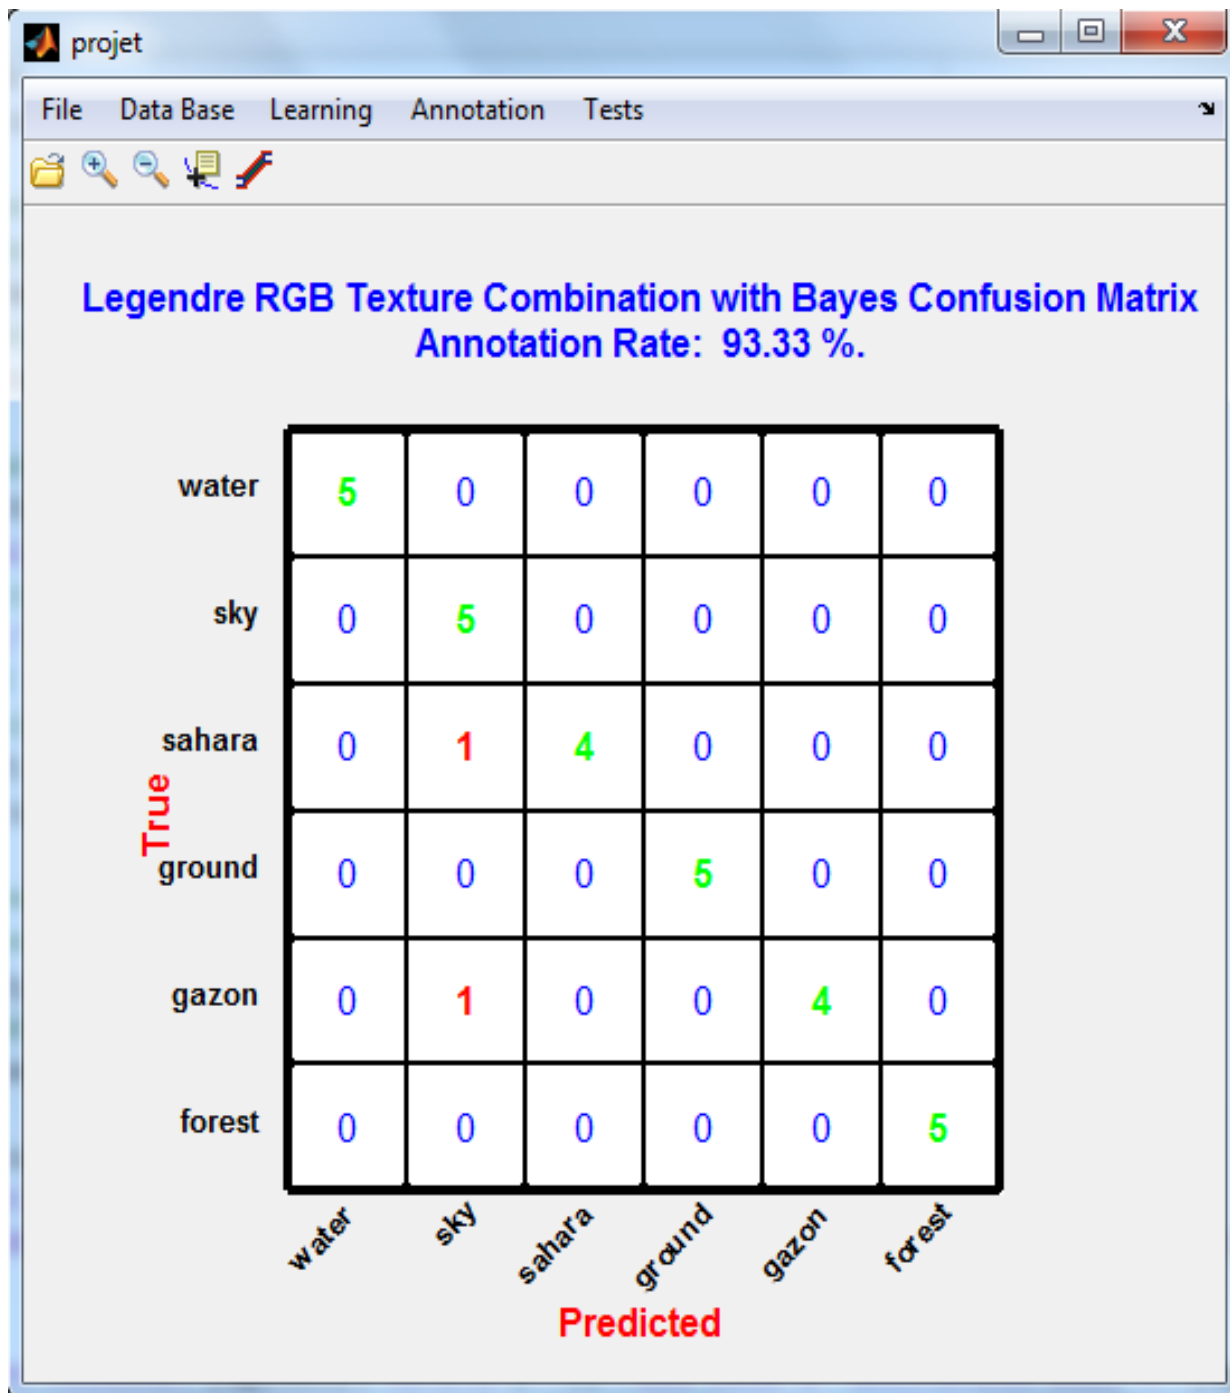 projet
File Data Base Learning Annotation Tests
Legendre RGB Texture Combination with Bayes Confusion Matrix
Annotation Rate: 93.33 %.
water 5 0 0 0 0 0
sky 0 5 0 0 0 0
sahara 0 1 4 0 0 0
True
ground 0 0 0 5 0 0
gazon 0 1 0 0 4 0
forest 0 0 0 0 0 5
water sky sahara ground gazon forest
Predicted